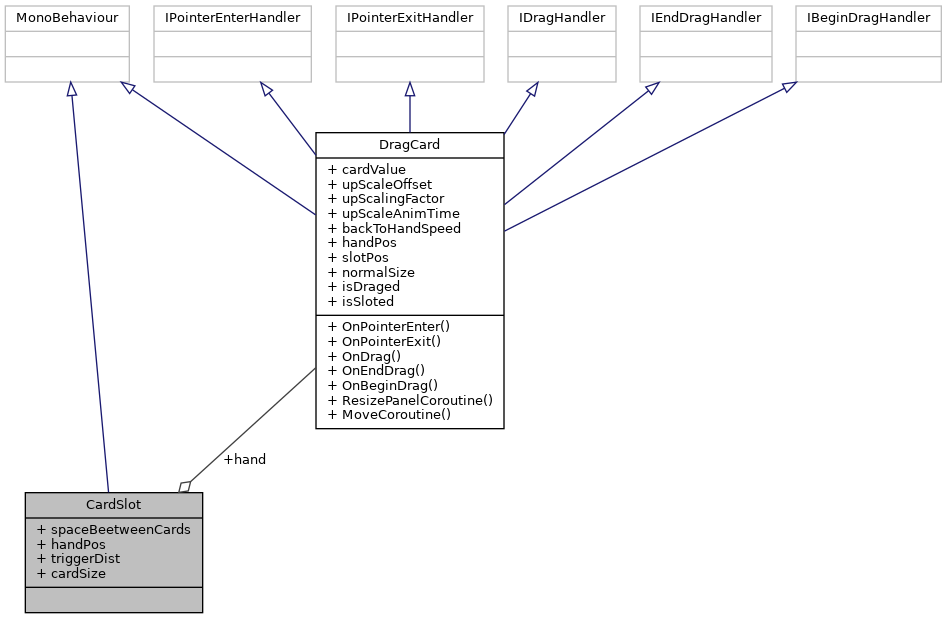 MonoBehaviour
IPointerEnterHandler
IPointerExitHandler
IDragHandler
IEndDragHandler
IBeginDragHandler
DragCard
+ cardValue
+ upScaleOffset
+ upScalingFactor
+ upScaleAnimTime
+ backToHandSpeed
+ handPos
+ slotPos
+ normalSize
+ isDraged
+ isSloted
+ OnPointerEnter()
+ OnPointerExit()
+ OnDrag()
+ OnEndDrag()
+ OnBeginDrag()
+ ResizePanelCoroutine()
+ MoveCoroutine()
+hand
CardSlot
+ spaceBeetweenCards
+ handPos
+ triggerDist
+ cardSize